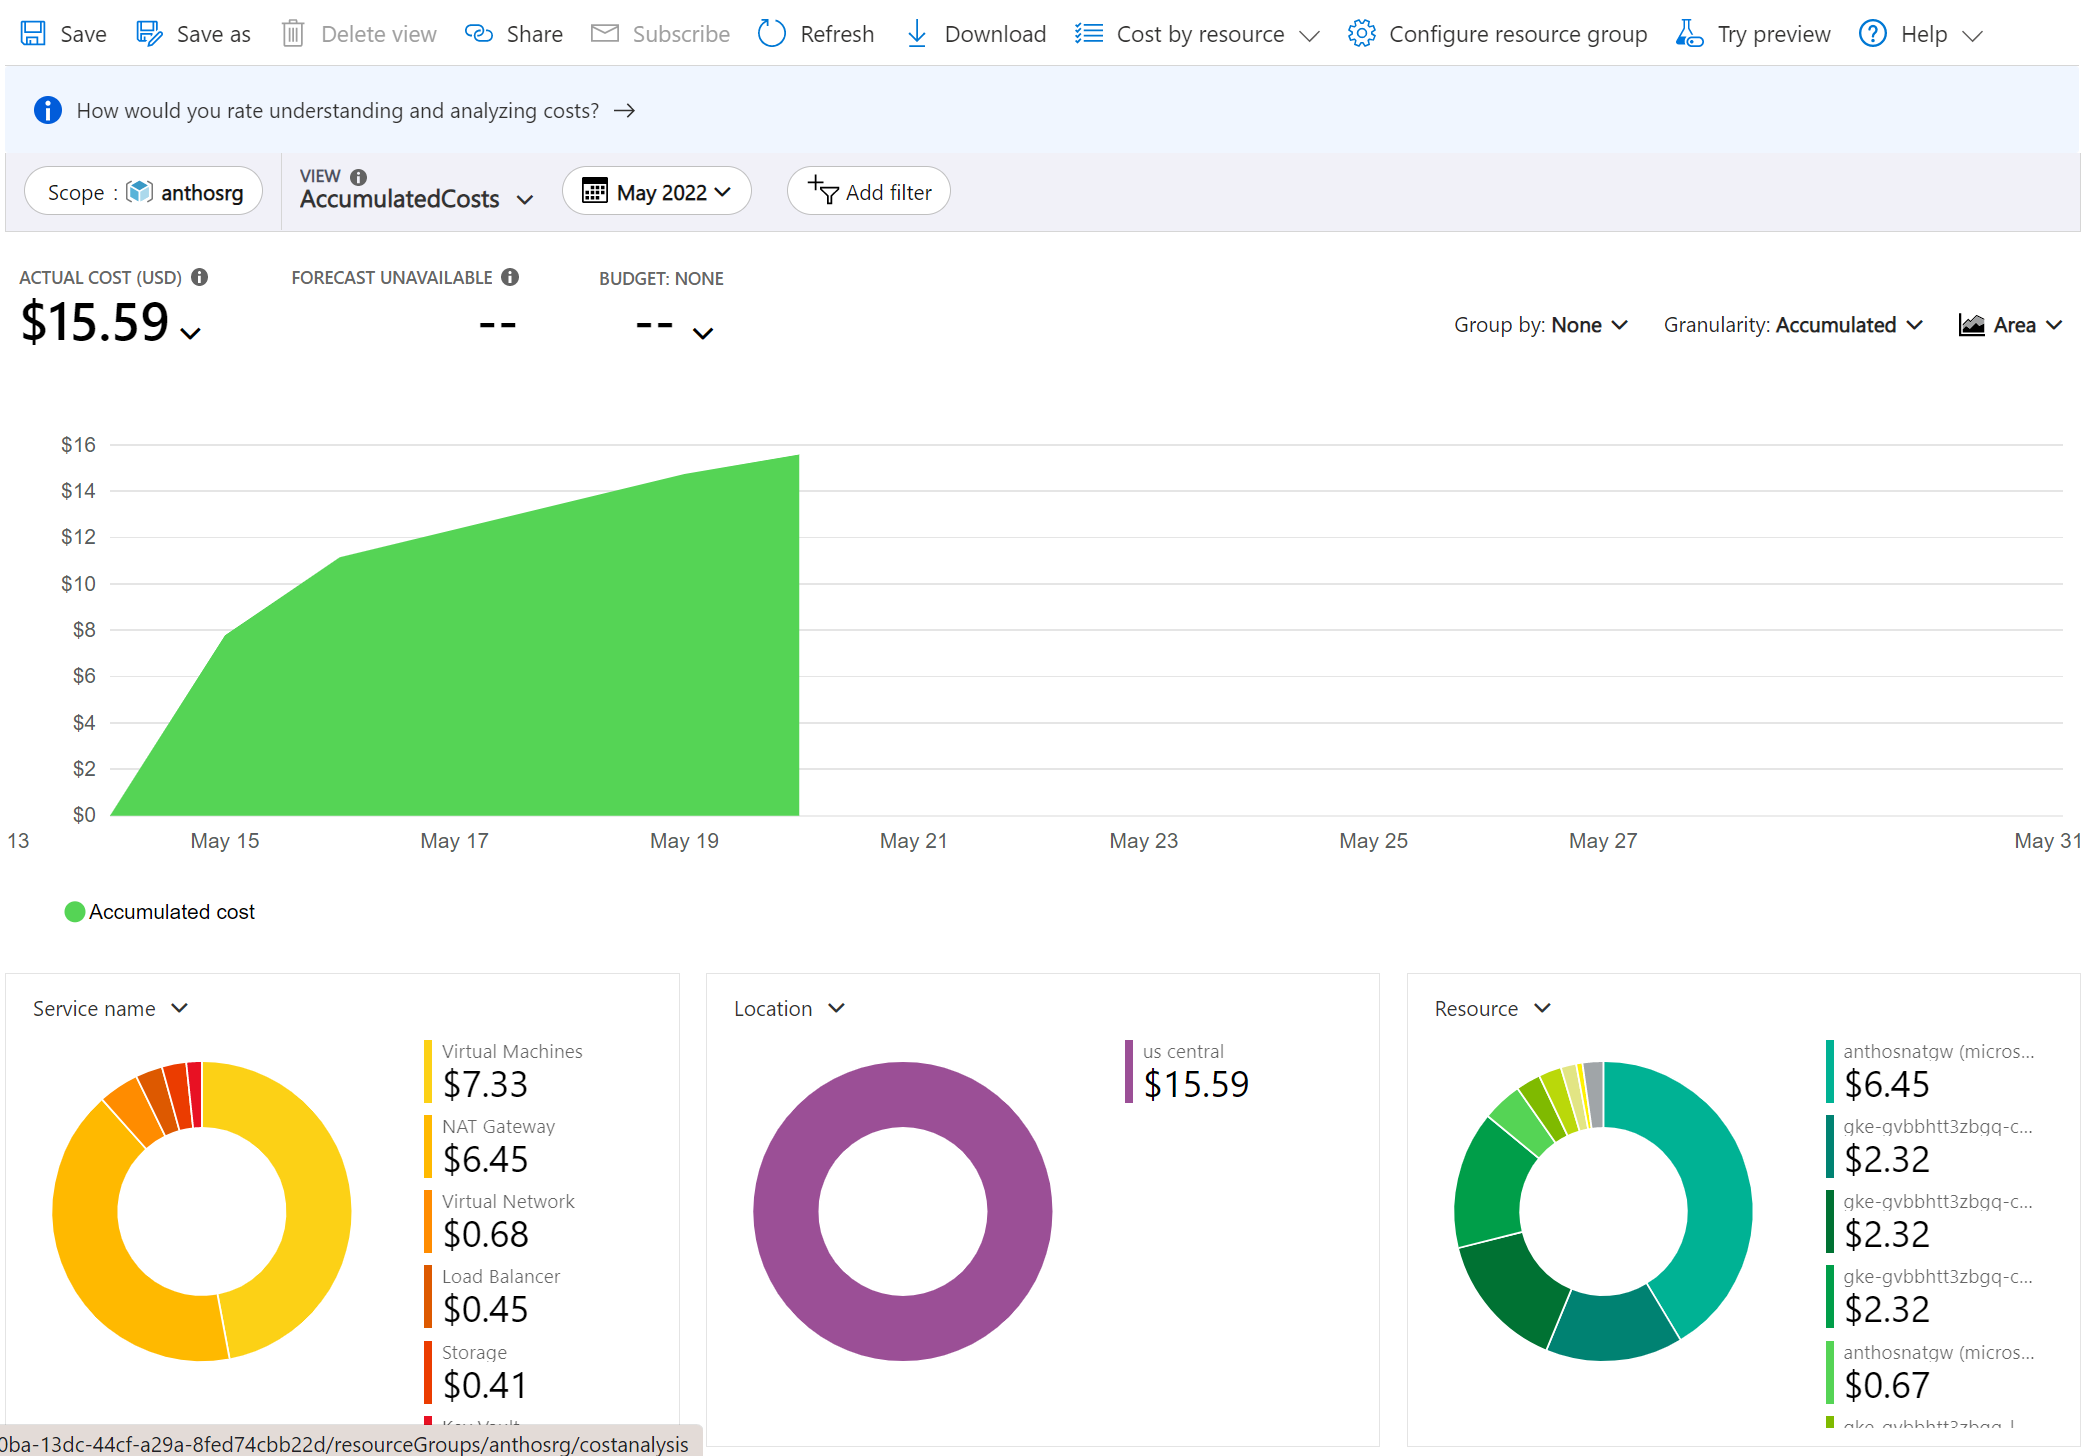 Save Save as Delete view Share Subscribe Refresh Download Cost by resource Configure resource group Try preview Help
How would you rate understanding and analyzing costs? →
Scope : anthosrg
VIEW
AccumulatedCosts
May 2022
Add filter
ACTUAL COST (USD)
$15.59
FORECAST UNAVAILABLE
--
BUDGET: NONE
--
Group by: None Granularity: Accumulated Area
$16
$14
$12
$10
$8
$6
$4
$2
$0
13 May 15 May 17 May 19 May 21 May 23 May 25 May 27 May 31
Accumulated cost
Service name
Virtual Machines
$7.33
NAT Gateway
$6.45
Virtual Network
$0.68
Load Balancer
$0.45
Storage
$0.41
Key Vault
Location
us central
$15.59
Resource
anthosnatgw (micros...
$6.45
gke-gvbbhtt3zbgq-c...
$2.32
gke-gvbbhtt3zbgq-c...
$2.32
gke-gvbbhtt3zbgq-c...
$2.32
anthosnatgw (micros...
$0.67
gke-gvbbhtt3zbgq-l...
0ba-13dc-44cf-a29a-8fed74cbb22d/resourceGroups/anthosrg/costanalysis